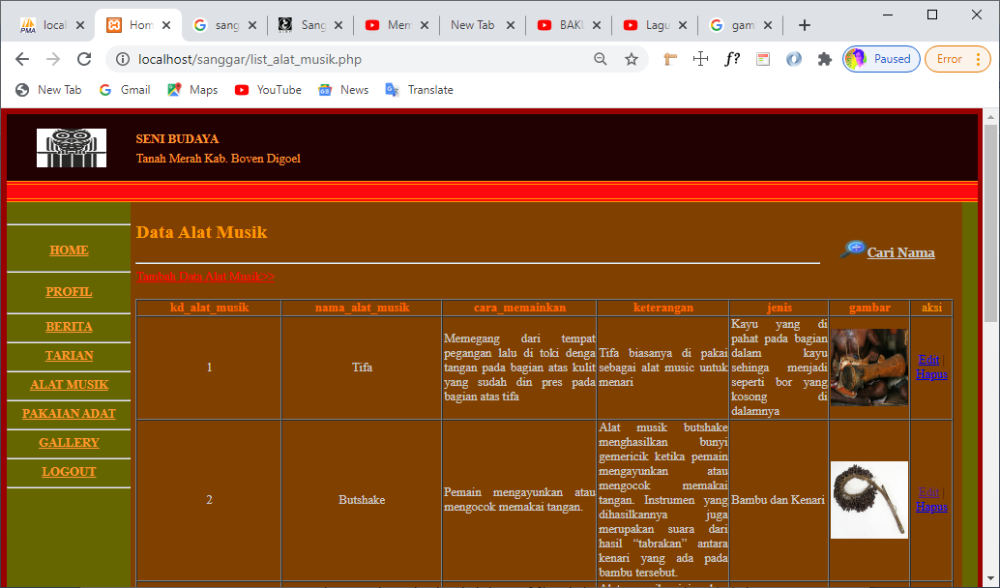 local
Hom
sang
Sang
Mem
New Tab
BAKU
Lagu
gam
localhost/sanggar/list_alat_musik.php
f?
Paused
Error
New Tab
Gmail
Maps
YouTube
News
Translate
SENI BUDAYA
Tanah Merah Kab. Boven Digoel
HOME
PROFIL
BERITA
TARIAN
ALAT MUSIK
PAKAIAN ADAT
GALLERY
LOGOUT
Data Alat Musik
Cari Nama
Tambah Data Alat Musik>>
kd_alat_musik nama_alat_musik cara_memainkan keterangan jenis gambar aksi
1
Tifa
Memegang dari tempat
pegangan lalu di toki denga
tangan pada bagian atas kulit
yang sudah din pres pada
bagian atas tifa
Tifa biasanya di pakai
sebagai alat music untuk
menari
Kayu yang di
pahat pada bagian
dalam kayu
sehinga menjadi
seperti bor yang
kosong di
dalamnya
Edit |
Hapus
2
Butshake
Pemain mengayunkan atau
mengocok memakai tangan.
Alat musik butshake
menghasilkan bunyi
gemericik ketika pemain
mengayunkan atau
mengocok memakai
tangan. Instrumen yang
dihasilkannya juga
merupakan suara dari
hasil “tabrakan” antara
kenari yang ada pada
bambu tersebut.
Bambu dan Kenari
Edit |
Hapus